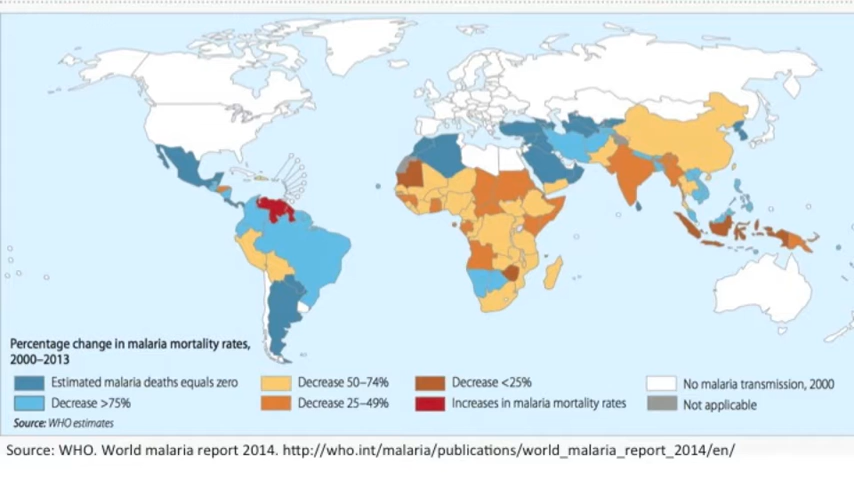 Percentage change in malaria mortality rates,
2000–2013
Estimated malaria deaths equals zero
Decrease >75%
Decrease 50–74%
Decrease 25–49%
Decrease <25%
Increases in malaria mortality rates
No malaria transmission, 2000
Not applicable
Source: WHO estimates
Source: WHO. World malaria report 2014. http://who.int/malaria/publications/world_malaria_report_2014/en/